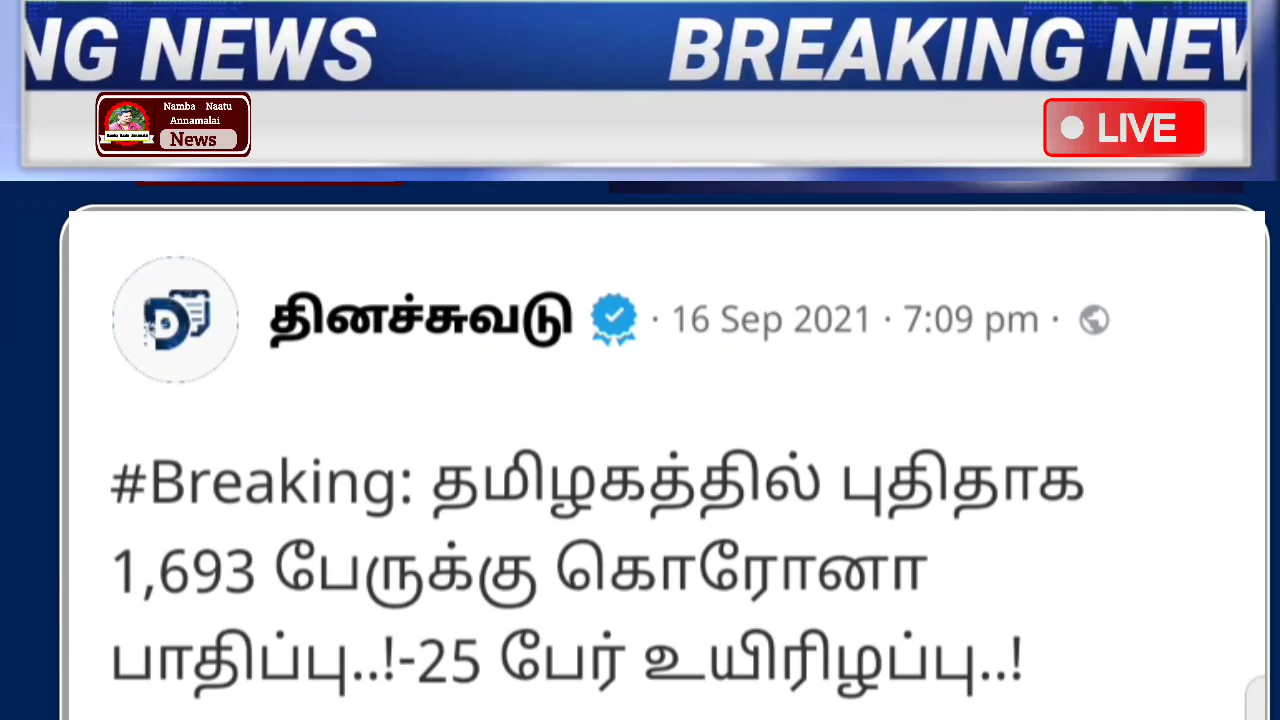 NG NEWS BREAKING NEW
Namba Naatu
Annamalai
News
LIVE
தினச்சுவடு · 16 Sep 2021 · 7:09 pm ·
#Breaking: தமிழகத்தில் புதிதாக
1,693 பேருக்கு கொரோனா
பாதிப்பு..!-25 பேர் உயிரிழப்பு..!